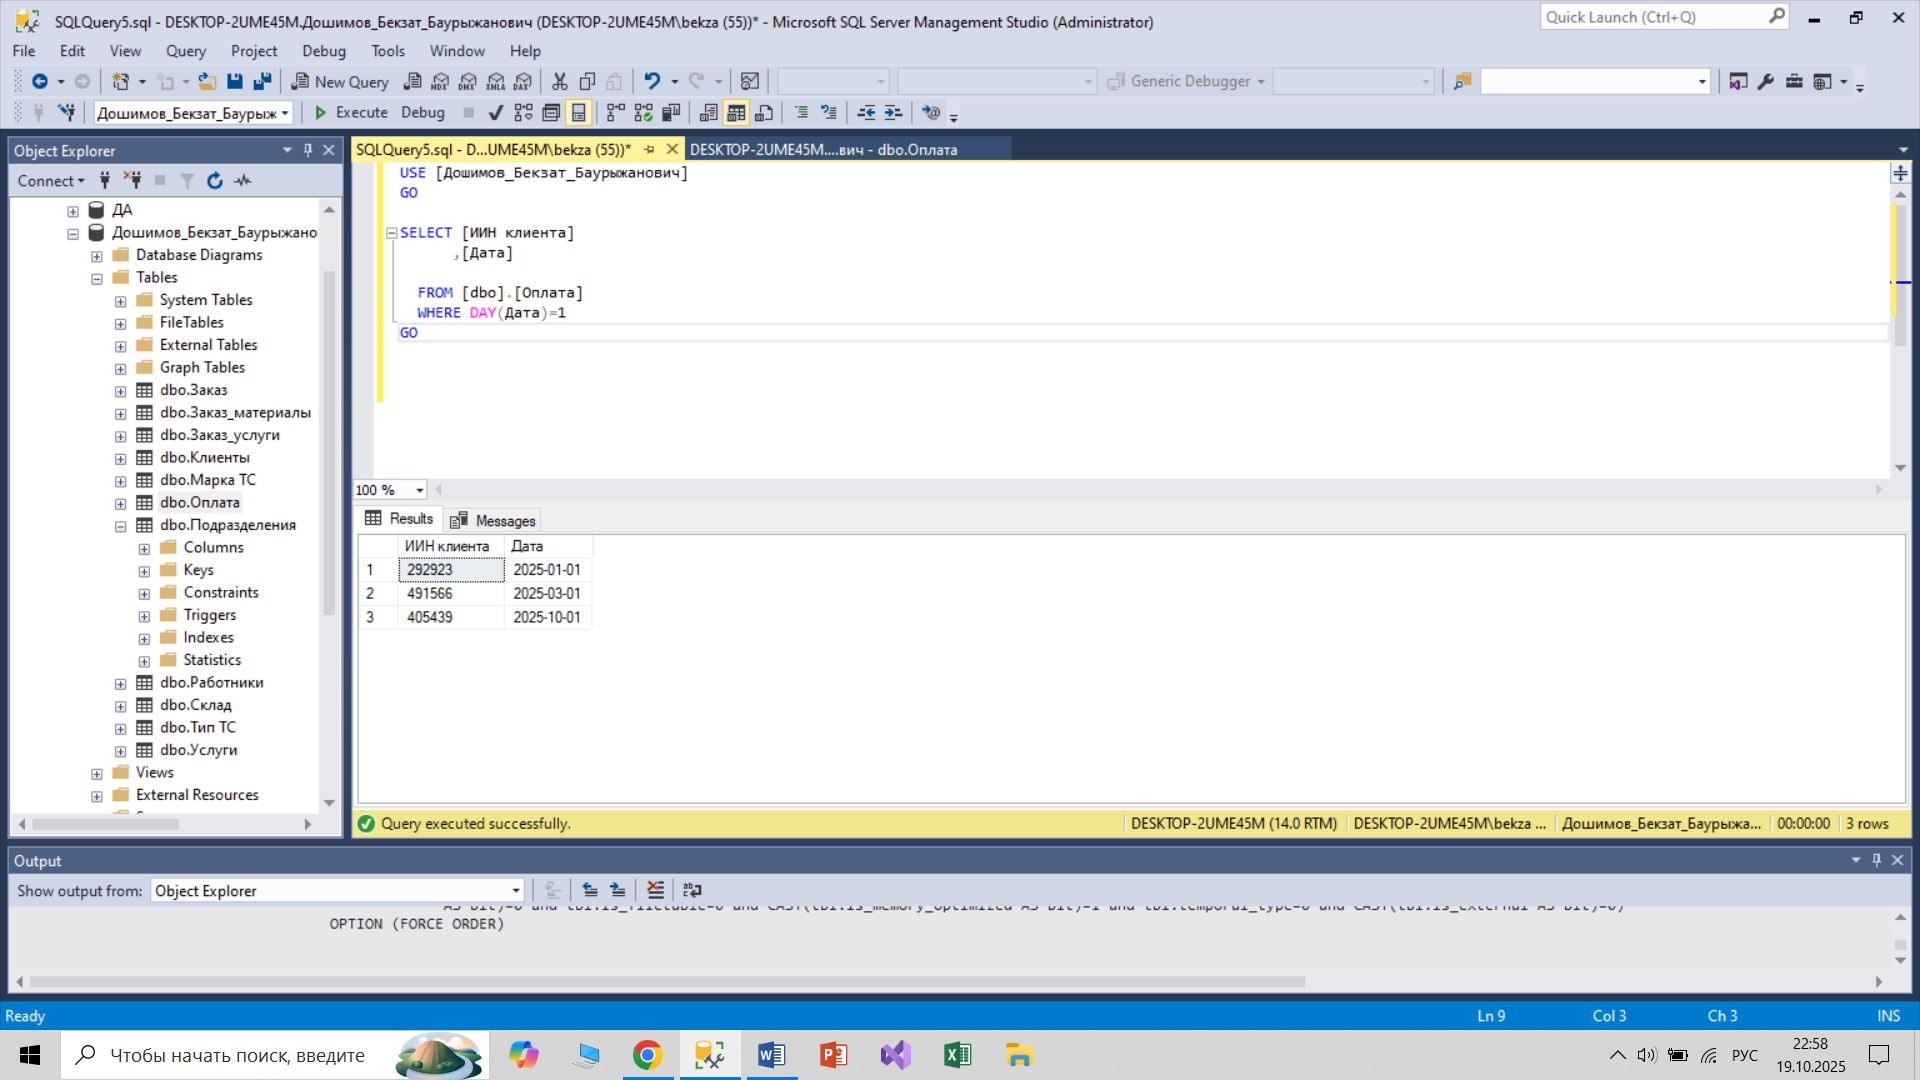 SQLQuery5.sql - DESKTOP-2UME45M.Дошимов_Бекзат_Баурыжанович (DESKTOP-2UME45M\bekza (55))* - Microsoft SQL Server Management Studio (Administrator)
Quick Launch (Ctrl+Q)
File Edit View Query Project Debug Tools Window Help
New Query
MDX DMX XMLA DAX
Generic Debugger
Дошимов_Бекзат_Баурыж
Execute Debug
Object Explorer
SQLQuery5.sql - D...UME45M\bekza (55))*
DESKTOP-2UME45M....вич - dbo.Оплата
Connect
ДА
Дошимов_Бекзат_Баурыжано
Database Diagrams
Tables
System Tables
FileTables
External Tables
Graph Tables
dbo.Заказ
dbo.Заказ_материалы
dbo.Заказ_услуги
dbo.Клиенты
dbo.Марка ТС
dbo.Оплата
dbo.Подразделения
Columns
Keys
Constraints
Triggers
Indexes
Statistics
dbo.Работники
dbo.Склад
dbo.Тип ТС
dbo.Услуги
Views
External Resources
USE [Дошимов_Бекзат_Баурыжанович]
GO
SELECT [ИИН клиента]
,[Дата]
FROM [dbo].[Оплата]
WHERE DAY(Дата)=1
GO
100 %
Results Messages
ИИН клиента Дата
1 292923 2025-01-01
2 491566 2025-03-01
3 405439 2025-10-01
Query executed successfully.
DESKTOP-2UME45M (14.0 RTM) DESKTOP-2UME45M\bekza ... Дошимов_Бекзат_Баурыжа... 00:00:00 3 rows
Output
Show output from: Object Explorer
OPTION (FORCE ORDER)
Ready
Ln 9 Col 3 Ch 3 INS
Чтобы начать поиск, введите
РУС
22:58
19.10.2025